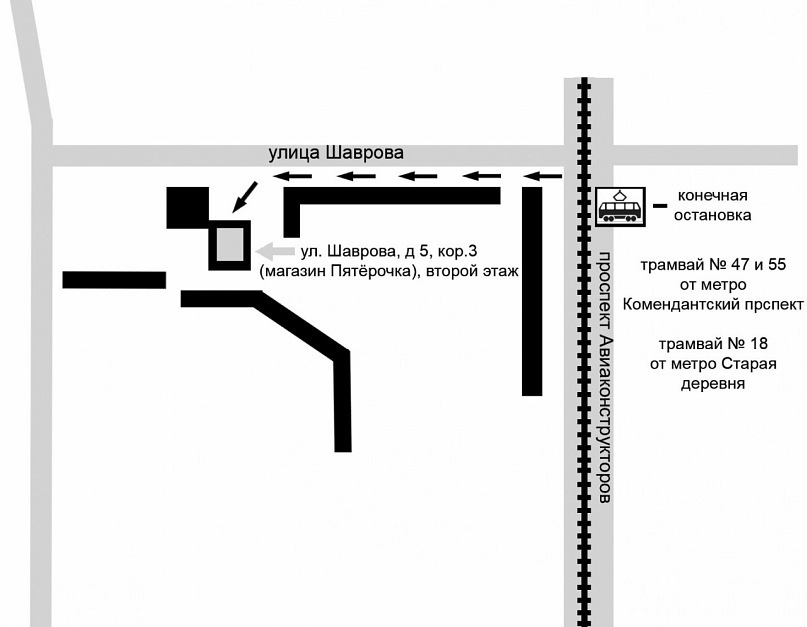 улица Шаврова
конечная
остановка
ул. Шаврова, д 5, кор.3
(магазин Пятёрочка), второй этаж
проспект Авиаконструкторов
трамвай № 47 и 55
от метро
Комендантский прспект
трамвай № 18
от метро Старая
деревня